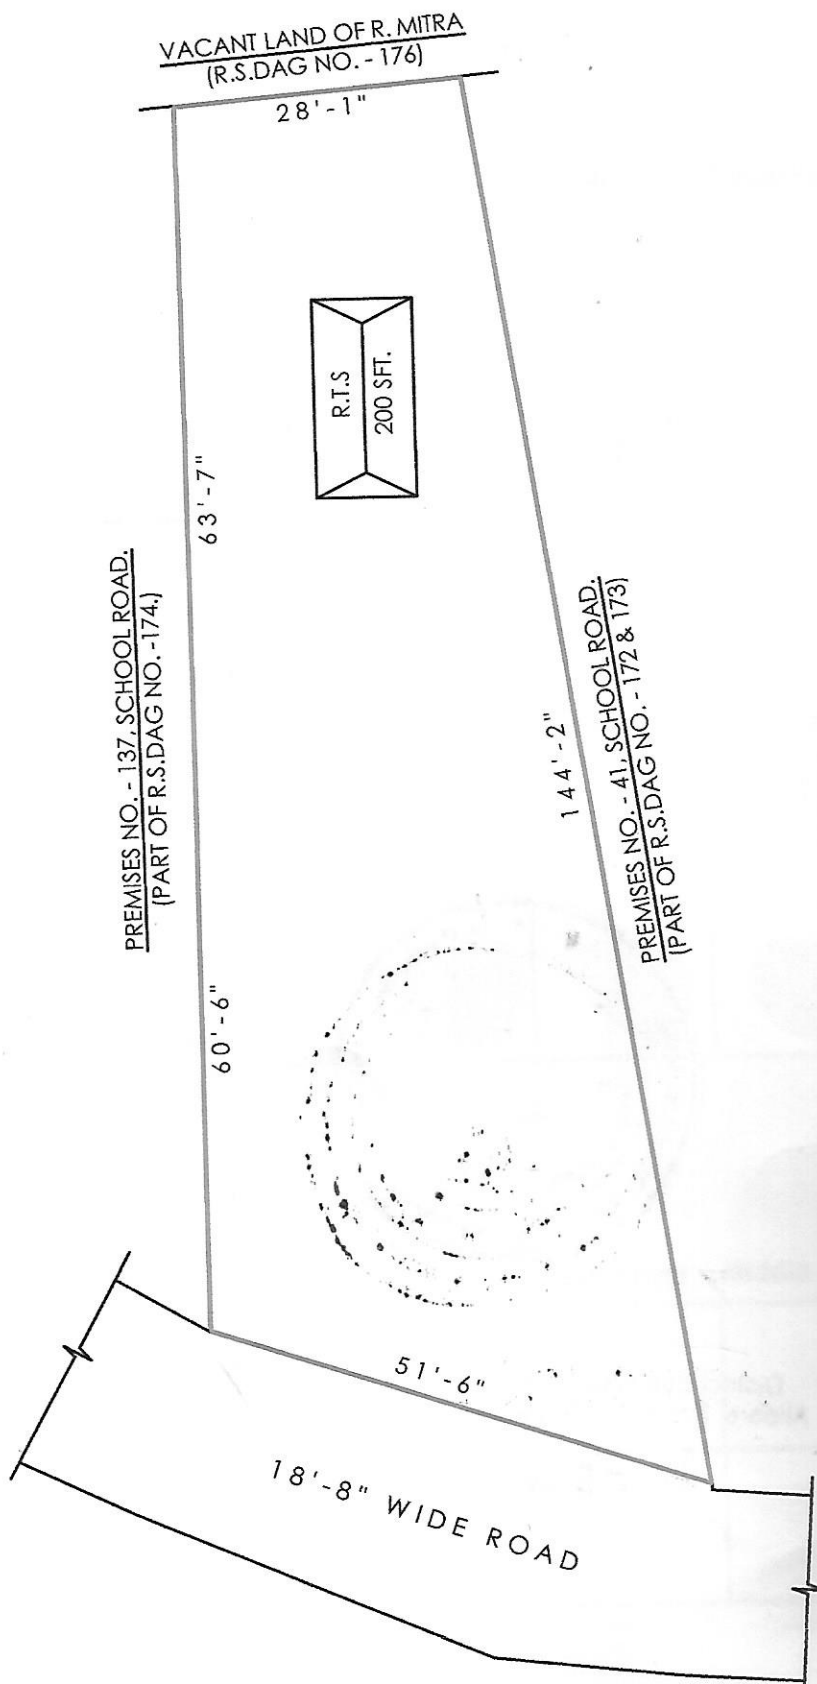 VACANT LAND OF R. MITRA
(R.S.DAG NO. - 176)
28'-1"
R.T.S
200 SFT.
63'-7"
PREMISES NO. - 137, SCHOOL ROAD.
(PART OF R.S.DAG NO.-174.)
144'-2"
PREMISES NO. - 41, SCHOOL ROAD.
(PART OF R.S.DAG NO. - 172 & 173)
60'-6"
51'-6"
18'-8" WIDE ROAD